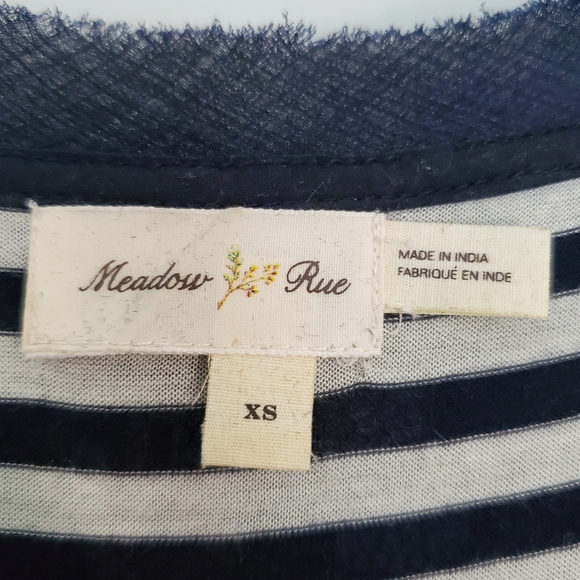 Meadow Rue
MADE IN INDIA
FABRIQUÉ EN INDE
XS